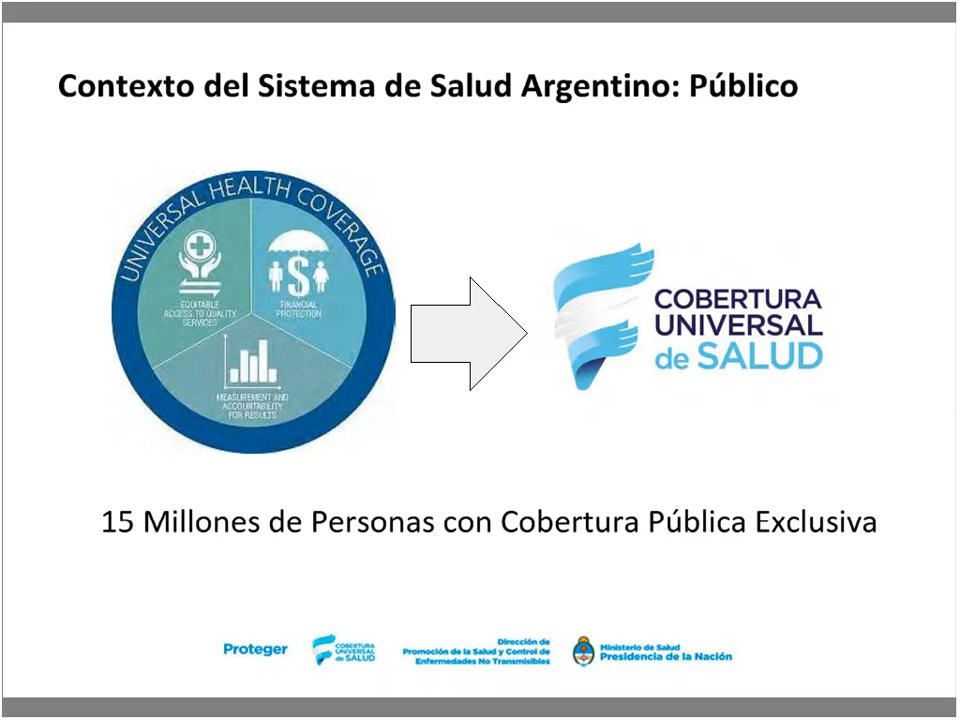 Contexto del Sistema de Salud Argentino: Público
UNIVERSAL HEALTH COVERAGE
EQUITABLE
ACCESS TO QUALITY
SERVICES
FINANCIAL
PROTECTION
MEASUREMENT AND
ACCOUNTABILITY
FOR RESULTS
COBERTURA
UNIVERSAL
de SALUD
15 Millones de Personas con Cobertura Pública Exclusiva
Proteger
COBERTURA
UNIVERSAL
de SALUD
Dirección de
Promoción de la Salud y Control de
Enfermedades No Transmisibles
Ministerio de Salud
Presidencia de la Nación